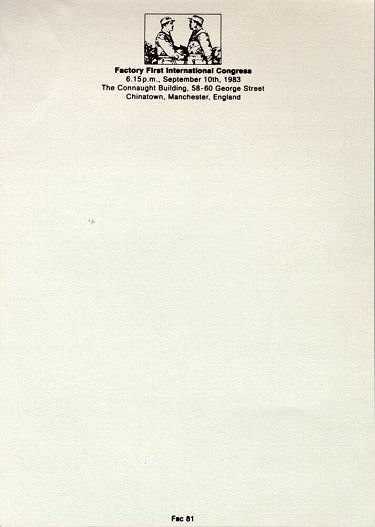 Factory First International Congress
6.15p.m., September 10th, 1983
The Connaught Building, 58-60 George Street
Chinatown, Manchester, England
Fac 81